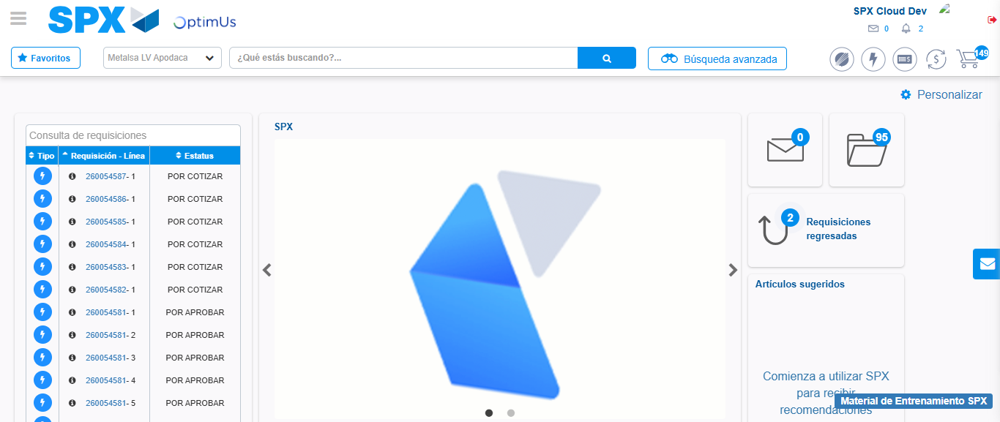 SPX OptimUs
SPX Cloud Dev
0 2
Favoritos
Metalsa LV Apodaca
¿Qué estás buscando?...
Búsqueda avanzada
$
149
Personalizar
Consulta de requisiciones
Tipo Requisición - Línea Estatus
260054587- 1 POR COTIZAR
260054586- 1 POR COTIZAR
260054585- 1 POR COTIZAR
260054584- 1 POR COTIZAR
260054583- 1 POR COTIZAR
260054582- 1 POR COTIZAR
260054581- 1 POR APROBAR
260054581- 2 POR APROBAR
260054581- 3 POR APROBAR
260054581- 4 POR APROBAR
260054581- 5 POR APROBAR
SPX
0
95
2
Requisiciones
regresadas
Artículos sugeridos
Comienza a utilizar SPX
para recibir
recomendaciones
Material de Entrenamiento SPX